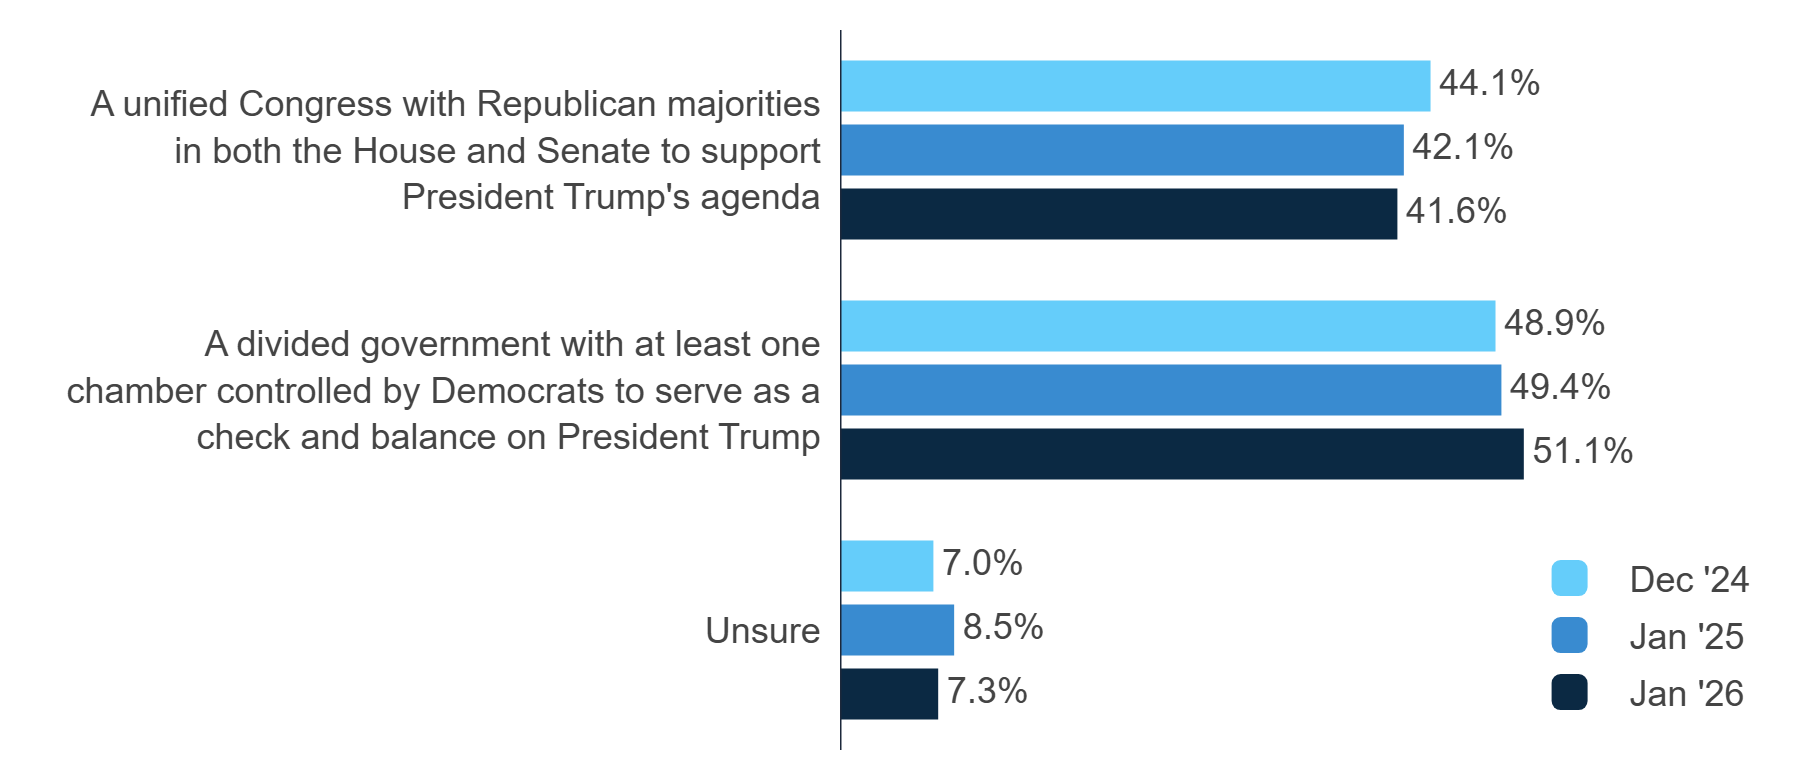 A unified Congress with Republican majorities
in both the House and Senate to support
President Trump's agenda
44.1%
42.1%
41.6%
A divided government with at least one
chamber controlled by Democrats to serve as a
check and balance on President Trump
48.9%
49.4%
51.1%
Unsure
7.0%
8.5%
7.3%
Dec '24
Jan '25
Jan '26